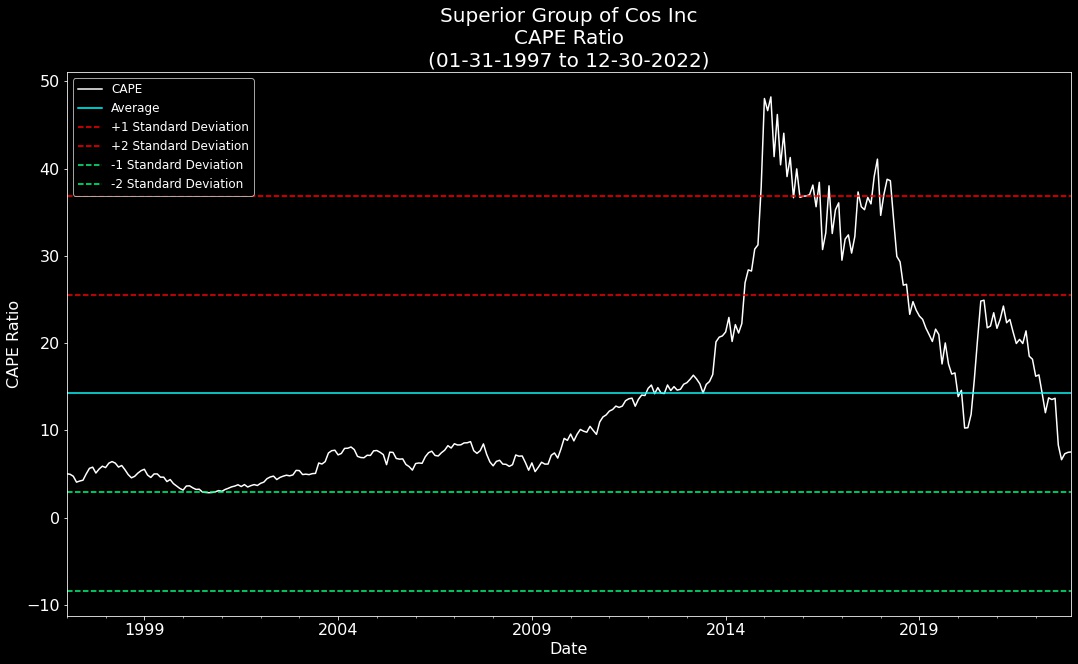 Superior Group of Cos Inc
CAPE Ratio
(01-31-1997 to 12-30-2022)
CAPE
Average
+1 Standard Deviation
+2 Standard Deviation
-1 Standard Deviation
-2 Standard Deviation
CAPE Ratio
50
40
30
20
10
0
−10
1999 2004 2009 2014 2019
Date